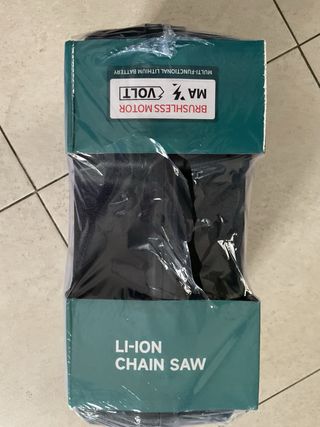 MULTI-FUNCTIONAL LITHIUM BATTERY
BRUSHLESS MOTOR
MA VOLT
LI-ION
CHAIN SAW